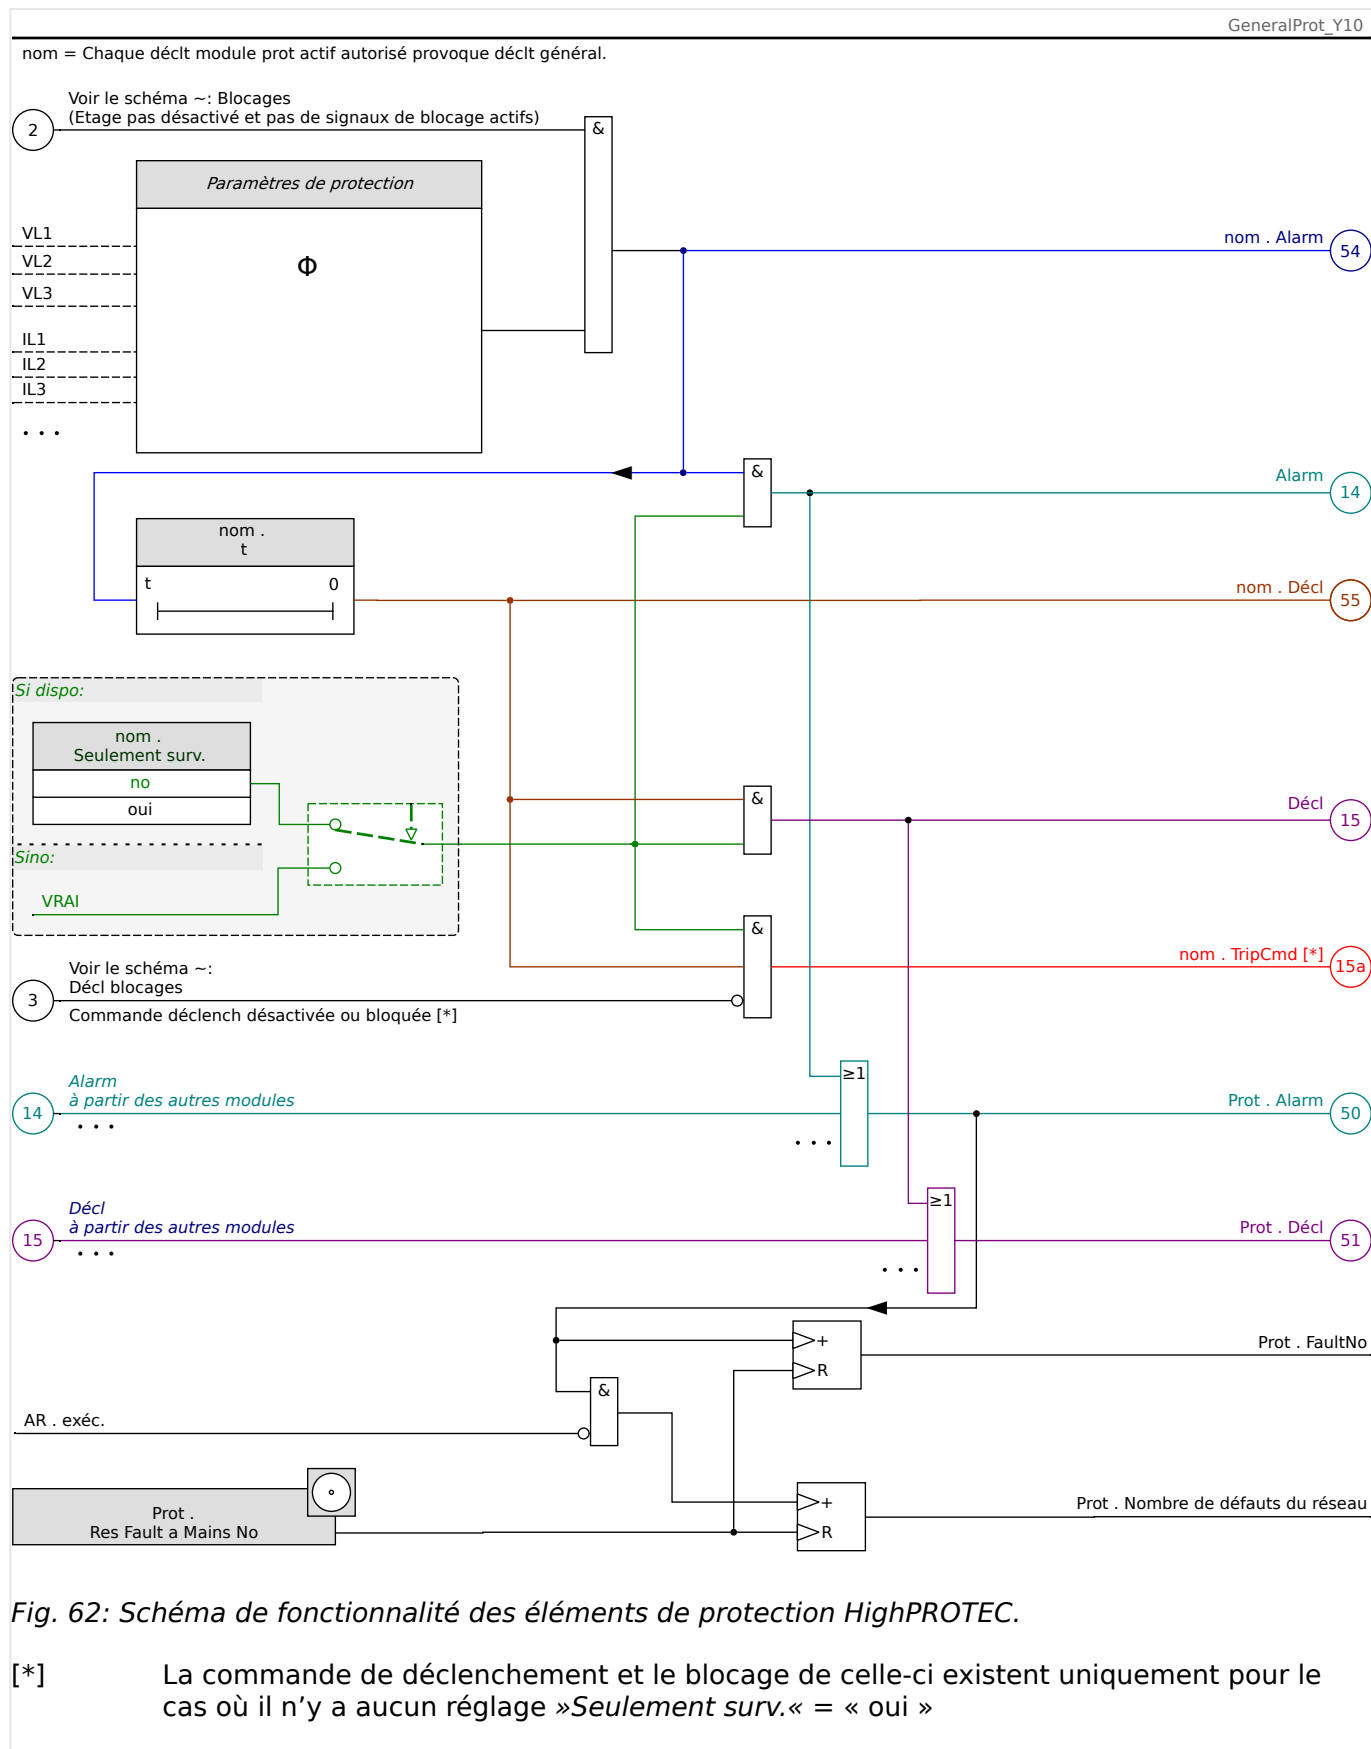 GeneralProt_Y10
nom = Chaque déclt module prot actif autorisé provoque déclt général.
Voir le schéma ~: Blocages
(Etage pas désactivé et pas de signaux de blocage actifs)
2
&
Paramètres de protection
VL1
VL2
VL3
Φ
nom . Alarm
54
IL1
IL2
IL3
• • •
&
Alarm
14
nom .
t
t
0
nom . Décl
55
Si dispo:
nom .
Seulement surv.
no
oui
&
Décl
15
Sino:
VRAI
&
Voir le schéma ~:
Décl blocages
3
Commande déclench désactivée ou bloquée [*]
nom . TripCmd [*]
15a
Alarm
à partir des autres modules
14
• • •
≥1
• • •
Prot . Alarm
50
Décl
à partir des autres modules
15
• • •
≥1
• • •
Prot . Décl
51
+
R
Prot . FaultNo
&
AR . exéc.
Prot .
Res Fault a Mains No
+
R
Prot . Nombre de défauts du réseau
Fig. 62: Schéma de fonctionnalité des éléments de protection HighPROTEC.
[*] La commande de déclenchement et le blocage de celle-ci existent uniquement pour le
cas où il n’y a aucun réglage »Seulement surv.« = « oui »